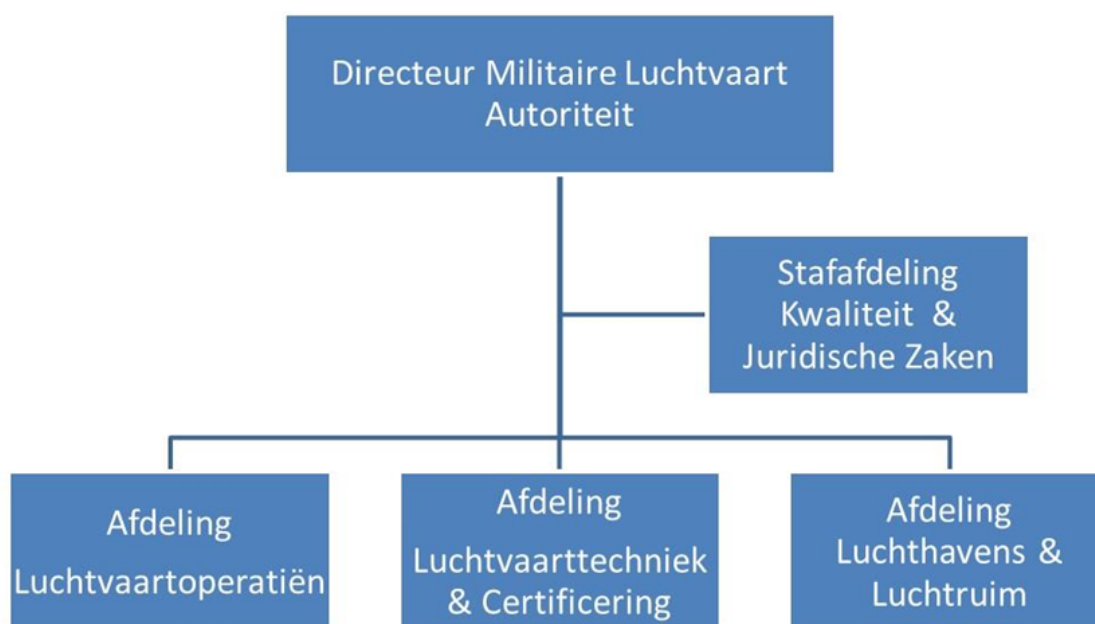 Directeur Militaire Luchtvaart
Autoriteit
Stafafdeling
Kwaliteit &
Juridische Zaken
Afdeling
Luchtvaartoperatiën
Afdeling
Luchtvaarttechniek
& Certificering
Afdeling
Luchthavens &
Luchtruim